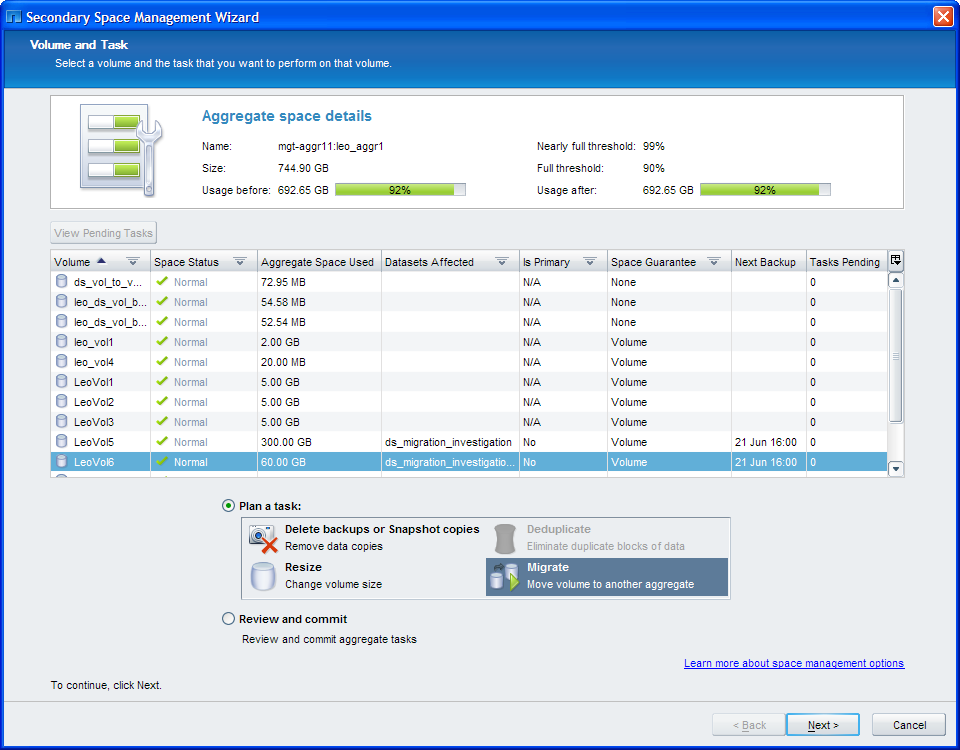 Secondary Space Management Wizard
Volume and Task
Select a volume and the task that you want to perform on that volume.
Aggregate space details
Name: mgt-aggr11:leo_aggr1 Nearly full threshold: 99%
Size: 744.90 GB Full threshold: 90%
Usage before: 692.65 GB 92% Usage after: 692.65 GB 92%
View Pending Tasks
Volume Space Status Aggregate Space Used Datasets Affected Is Primary Space Guarantee Next Backup Tasks Pending
ds_vol_to_v... Normal 72.95 MB N/A None 0
leo_ds_vol_b... Normal 54.58 MB N/A None 0
leo_ds_vol_b... Normal 52.54 MB N/A None 0
leo_vol1 Normal 2.00 GB N/A Volume 0
leo_vol4 Normal 20.00 MB N/A Volume 0
LeoVol1 Normal 5.00 GB N/A Volume 0
LeoVol2 Normal 5.00 GB N/A Volume 0
LeoVol3 Normal 5.00 GB N/A Volume 0
LeoVol5 Normal 300.00 GB ds_migration_investigation No Volume 21 Jun 16:00 0
LeoVol6 Normal 60.00 GB ds_migration_investigatio... No Volume 21 Jun 16:00 0
Plan a task:
Delete backups or Snapshot copies Deduplicate
Remove data copies Eliminate duplicate blocks of data
Resize Migrate
Change volume size Move volume to another aggregate
Review and commit
Review and commit aggregate tasks
Learn more about space management options
To continue, click Next.
< Back Next > Cancel